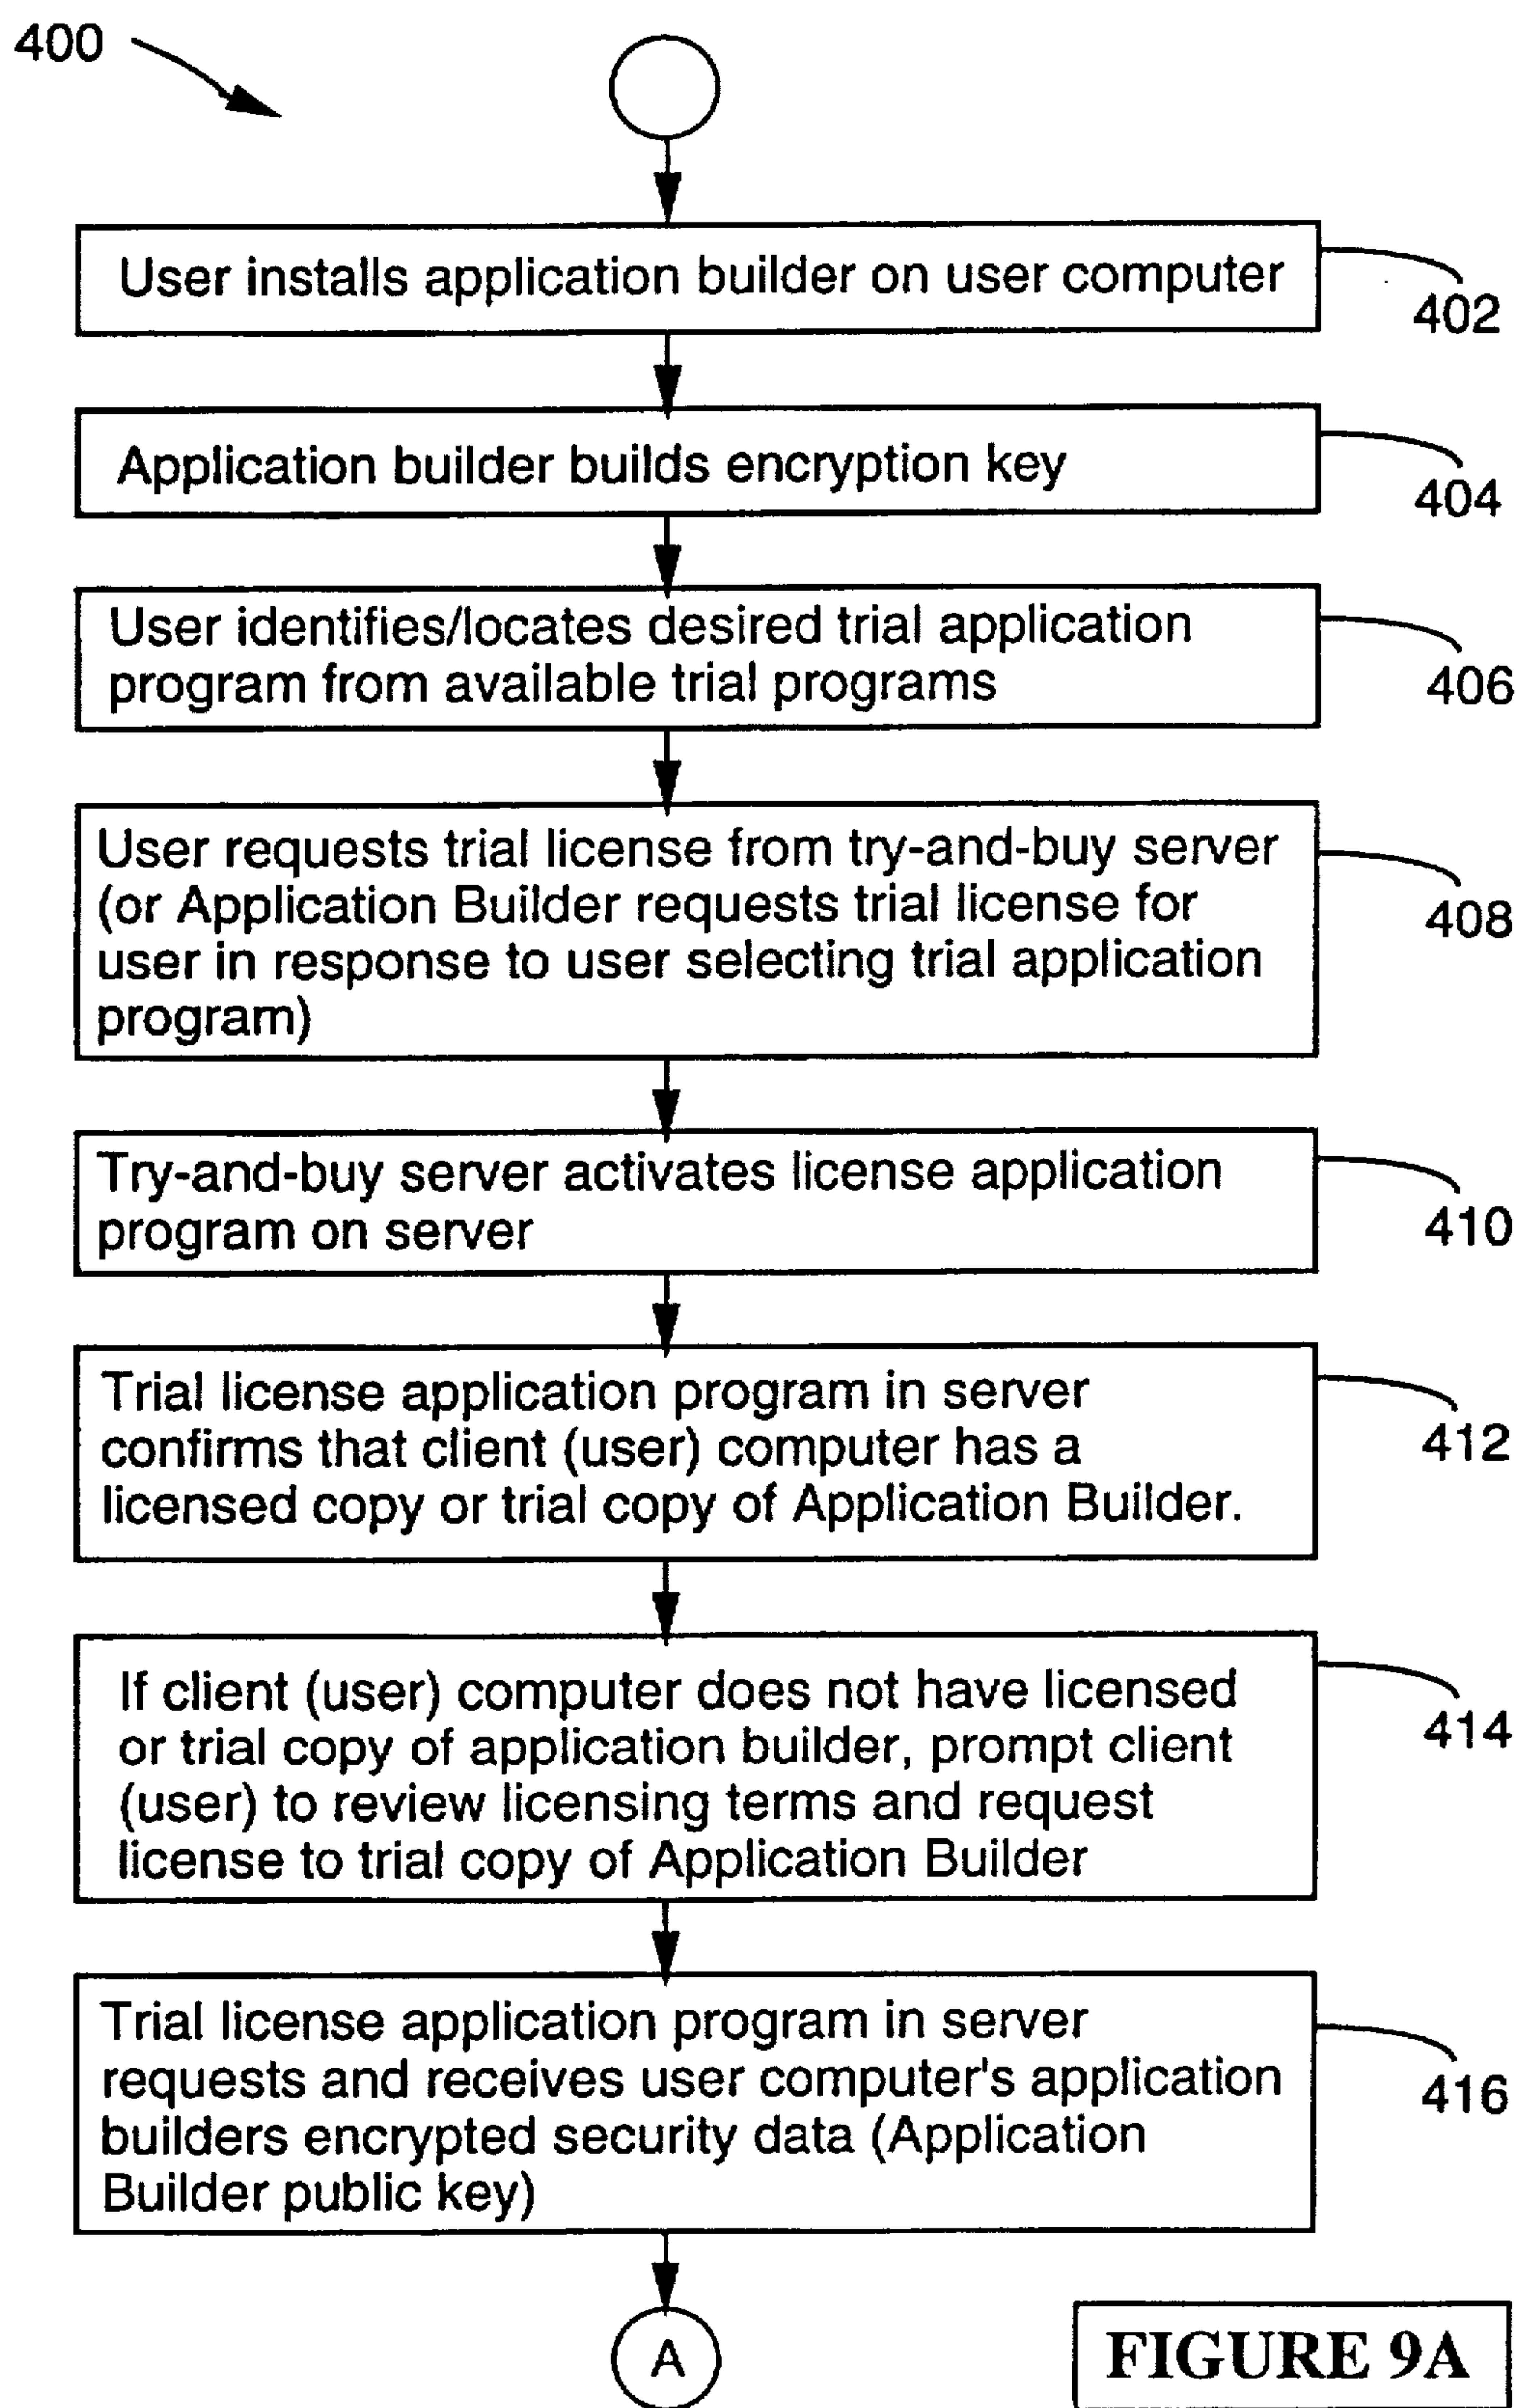 400
User installs application builder on user computer
402
Application builder builds encryption key
404
User identifies/locates desired trial application
program from available trial programs
406
User requests trial license from try-and-buy server
(or Application Builder requests trial license for
user in response to user selecting trial application
program)
408
Try-and-buy server activates license application
program on server
410
Trial license application program in server
confirms that client (user) computer has a
licensed copy or trial copy of Application Builder.
412
If client (user) computer does not have licensed
or trial copy of application builder, prompt client
(user) to review licensing terms and request
license to trial copy of Application Builder
414
Trial license application program in server
requests and receives user computer's application
builders encrypted security data (Application
Builder public key)
416
A
FIGURE 9A